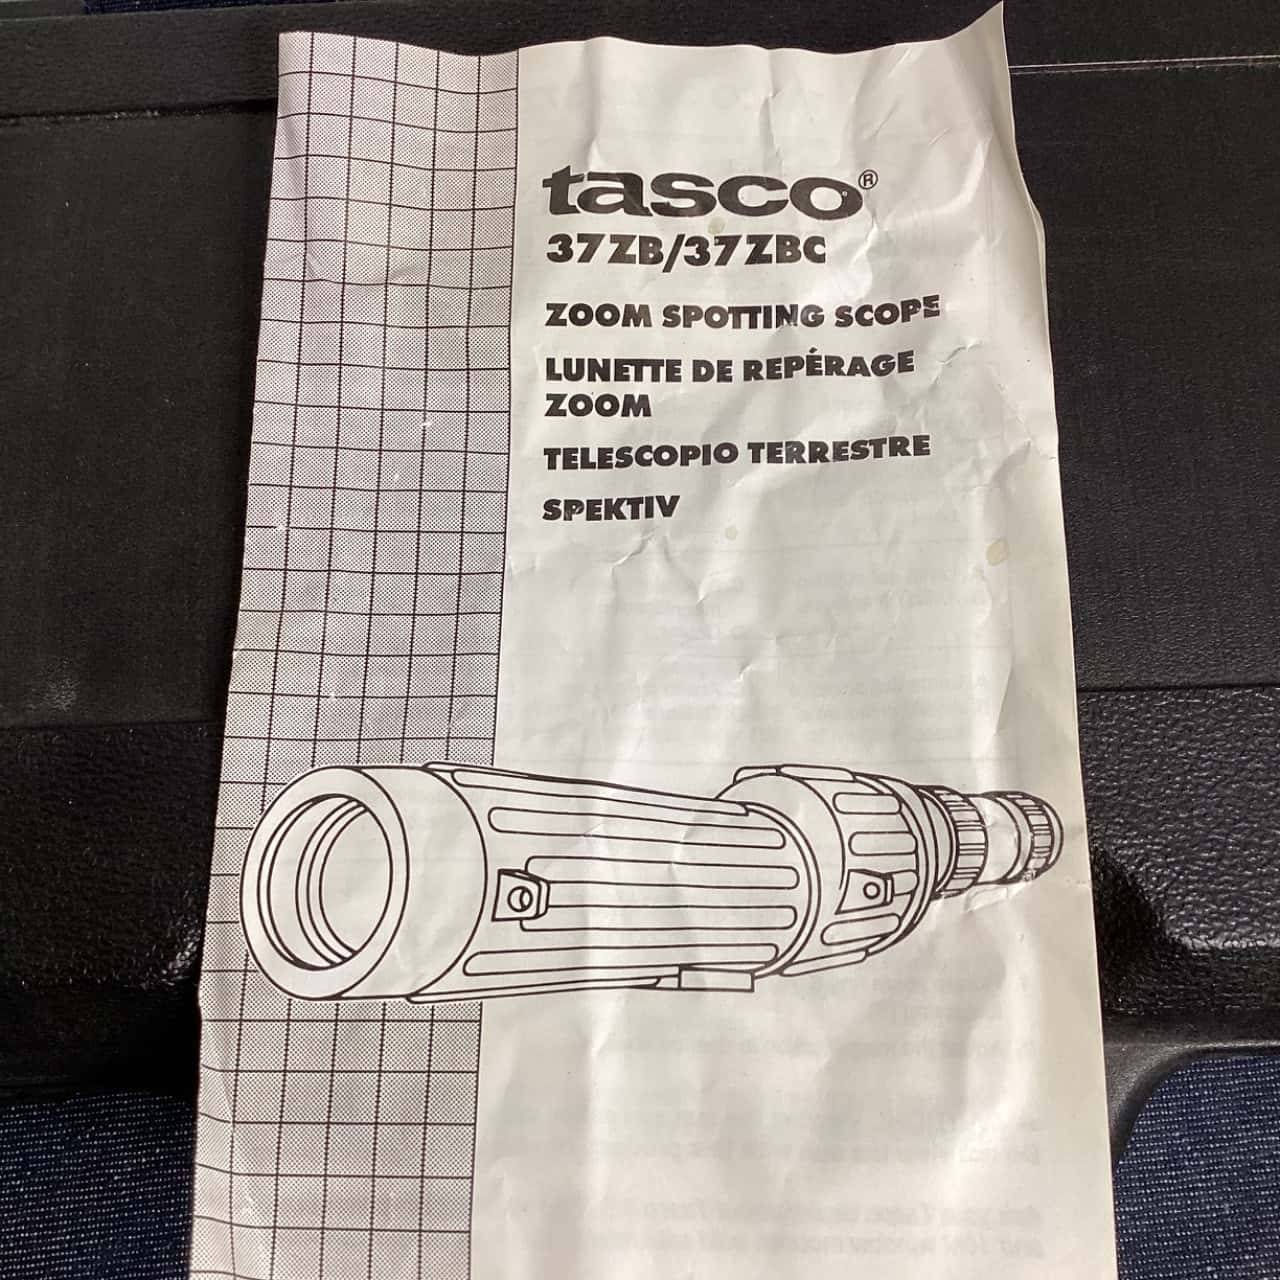 tasco®
37ZB/37ZBC
ZOOM SPOTTING SCOPE
LUNETTE DE REPÉRAGE
ZOOM
TELESCOPIO TERRESTRE
SPEKTIV